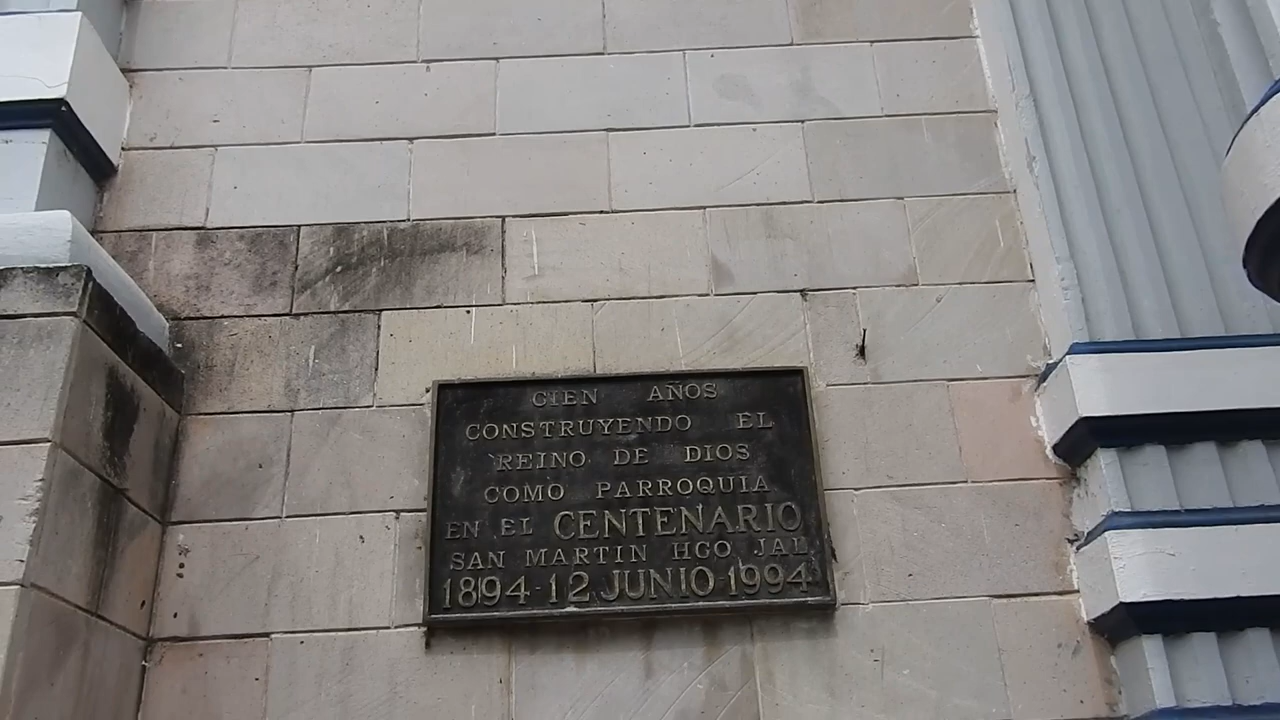 CIEN AÑOS
CONSTRUYENDO EL
REINO DE DIOS
COMO PARROQUIA
EN EL CENTENARIO
SAN MARTIN HGO, JAL
1894-12 JUNIO-1994